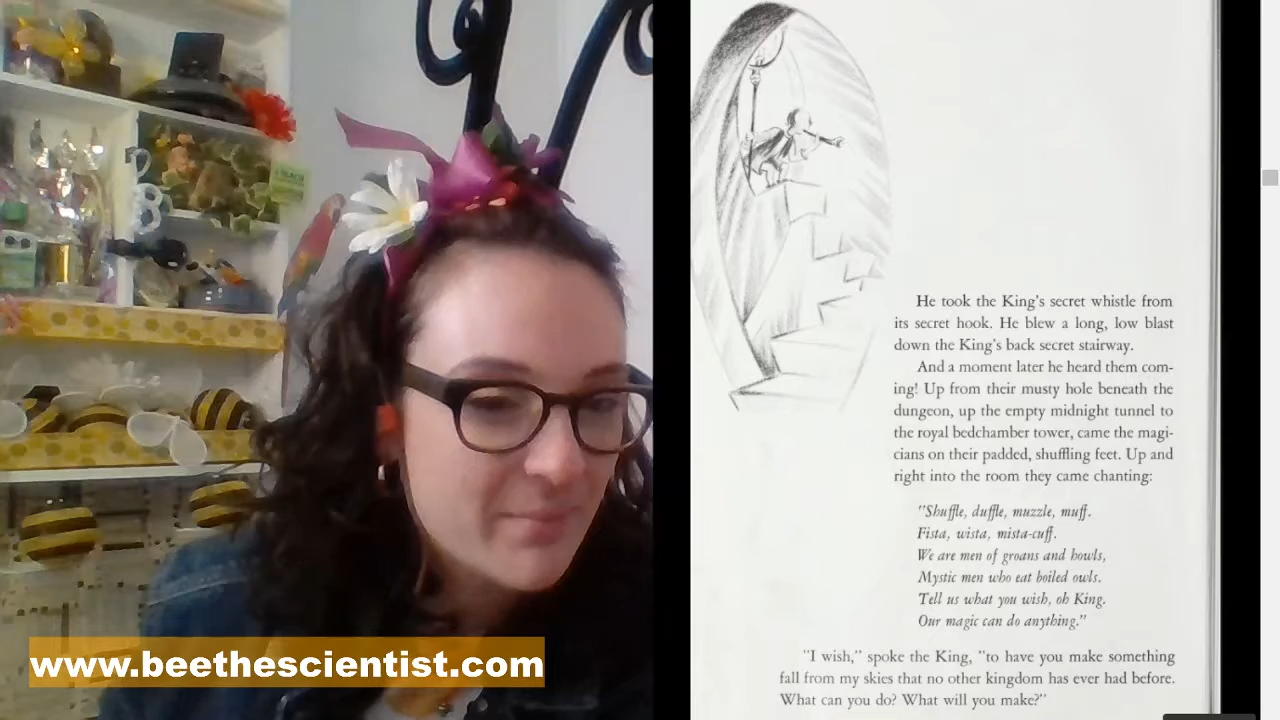 He took the King's secret whistle from
its secret hook. He blew a long, low blast
down the King's back secret stairway.
And a moment later he heard them com-
ing! Up from their musty hole beneath the
dungeon, up the empty midnight tunnel to
the royal bedchamber tower, came the magi-
cians on their padded, shuffling feet. Up and
right into the room they came chanting:
"Shuffle, duffle, muzzle, muff.
Fista, wista, mista-cuff.
We are men of groans and howls,
Mystic men who eat boiled owls.
Tell us what you wish, oh King.
Our magic can do anything."
"I wish," spoke the King, "to have you make something
fall from my skies that no other kingdom has ever had before.
What can you do? What will you make?"
www.beethescientist.com